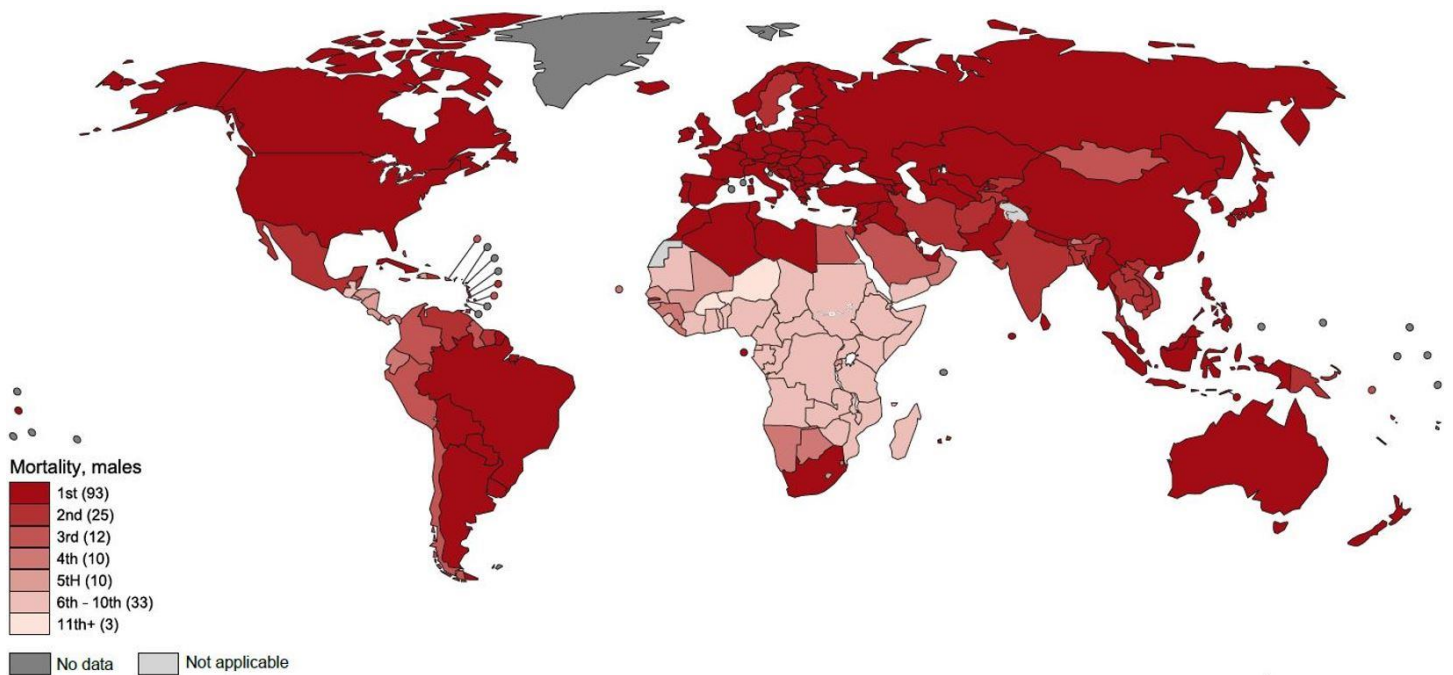 Mortality, males
1st (93)
2nd (25)
3rd (12)
4th (10)
5tH (10)
6th - 10th (33)
11th+ (3)
No data
Not applicable